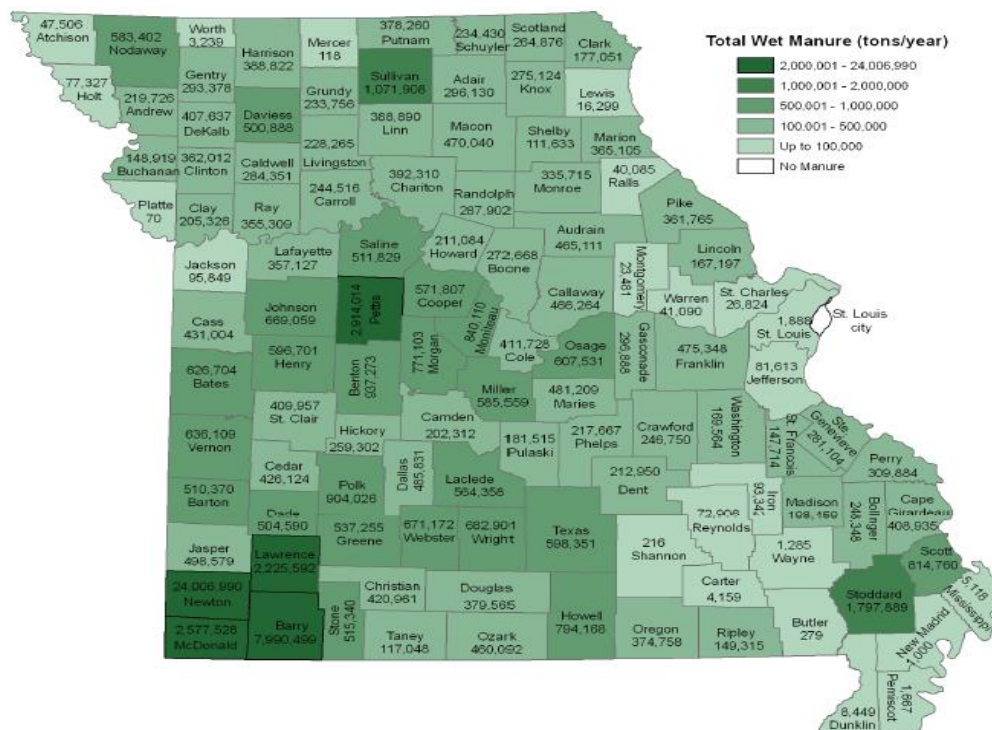 Total Wet Manure (tons/year)
2,000,001 - 24,006,990
1,000,001 - 2,000,000
500,001 - 1,000,000
100,001 - 500,000
Up to 100,000
No Manure
47,506
Atchison
583,402
Nodaway
Worth
3,239
Harrison
388,822
Mercer
118
378,260
Putnam
234,430
Schuyler
Scotland
264,876
Clark
177,051
77,327
Holt
219,726
Andrew
Gentry
293,378
407,637
DeKalb
Daviess
500,888
Grundy
233,756
Sullivan
1,071,908
Adair
296,130
275,124
Knox
Lewis
16,299
388,890
Linn
Macon
470,040
Shelby
111,633
Marion
365,105
148,919
Buchanan
362,012
Clinton
Caldwell
284,351
228,265
Livingston
392,310
Chariton
Randolph
287,902
335,715
Monroe
40,085
Ralls
Platte
70
Clay
205,326
Ray
355,309
244,516
Carroll
Pike
361,765
Audrain
465,111
Lincoln
167,197
Jackson
95,849
Lafayette
357,127
Saline
511,829
211,084
Howard
272,668
Boone
Callaway
466,264
Montgomery
23,481
Warren
41,090
St. Charles
26,824
1,888
St. Louis
St. Louis
city
Cass
431,004
Johnson
669,059
2,914,014
Pettis
571,807
Cooper
840,110
Moniteau
411,728
Cole
Osage
607,531
Gasconade
296,888
475,348
Franklin
81,613
Jefferson
626,704
Bates
596,701
Henry
Benton
937,273
771,103
Morgan
Miller
585,559
481,209
Maries
409,957
St. Clair
Hickory
259,302
Camden
202,312
181,515
Pulaski
217,667
Phelps
Crawford
246,750
Washington
169,564
St. Francois
147,714
Ste.
Genevieve
281,104
Perry
309,884
636,109
Vernon
Cedar
426,124
Polk
904,026
Dallas
485,831
Laclede
564,358
212,950
Dent
Iron
Madison
Bollinger
Cape
Girardeau
408,935
510,370
Barton
Dade
504,590
537,255
Greene
671,172
Webster
682,901
Wright
Texas
598,351
216
Shannon
72,906
Reynolds
1,285
Wayne
Scott
814,760
Jasper
498,579
Lawrence
2,225,592
Christian
420,961
Douglas
379,565
Howell
794,168
Carter
4,159
Stoddard
1,797,889
5,118
Mississippi
24,006,990
Newton
Barry
7,990,499
Stone
515,340
Taney
117,048
Ozark
460,092
Oregon
374,758
Ripley
149,315
Butler
279
New Madrid
1,000
2,577,528
McDonald
8,449
Dunklin
1,667
Pemiscot